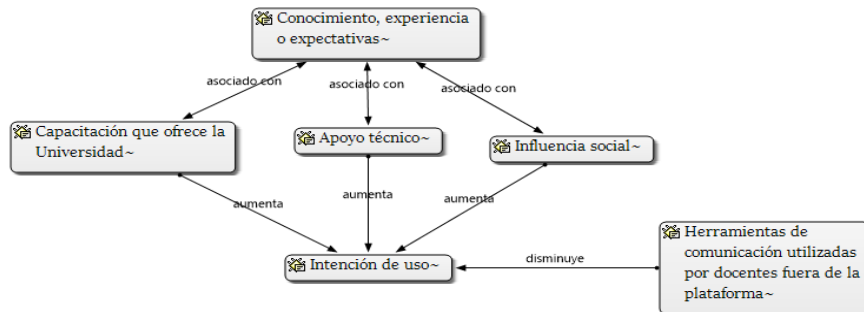 Conocimiento, experiencia
o expectativas~
asociado con
asociado con
asociado con
Capacitación que ofrece la
Universidad~
Apoyo técnico~
Influencia social~
aumenta
aumenta
aumenta
Intención de uso~
disminuye
Herramientas de
comunicación utilizadas
por docentes fuera de la
plataforma~